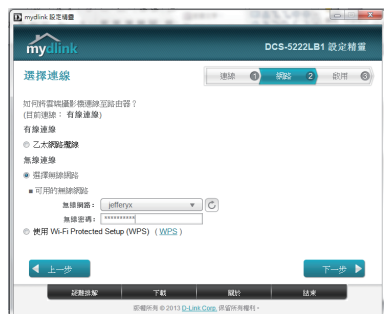 mydlink 設定精靈
mydlink
DCS-5222LB1 設定精靈
選擇連線
連線 1 網路 2 啟用 3
如何將雲端攝影機連線至路由器？
(目前連線： 有線連線)
有線連線
乙太網路纜線
無線連線
選擇無線網路
可用的無線網路
無線網路： jefferyx
無線密碼： **********
使用 Wi-Fi Protected Setup (WPS) ( WPS )
上一步
下一步
疑難排解 下載 關於 結束
版權所有 © 2013 D-Link Corp. 保留所有權利。